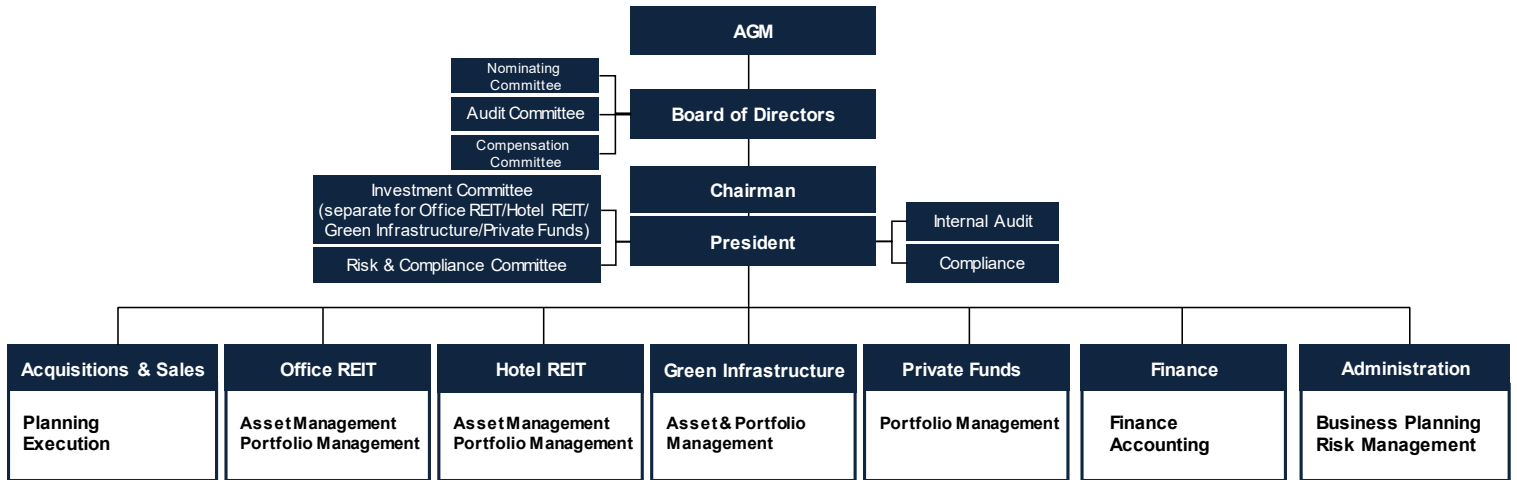 AGM
Nominating
Committee
Audit Committee
Compensation
Committee
Board of Directors
Chairman
Investment Committee
(separate for Office REIT/Hotel REIT/
Green Infrastructure/Private Funds)
Risk & Compliance Committee
President
Internal Audit
Compliance
Acquisitions & Sales
Planning
Execution
Office REIT
Asset Management
Portfolio Management
Hotel REIT
Asset Management
Portfolio Management
Green Infrastructure
Asset & Portfolio
Management
Private Funds
Portfolio Management
Finance
Finance
Accounting
Administration
Business Planning
Risk Management